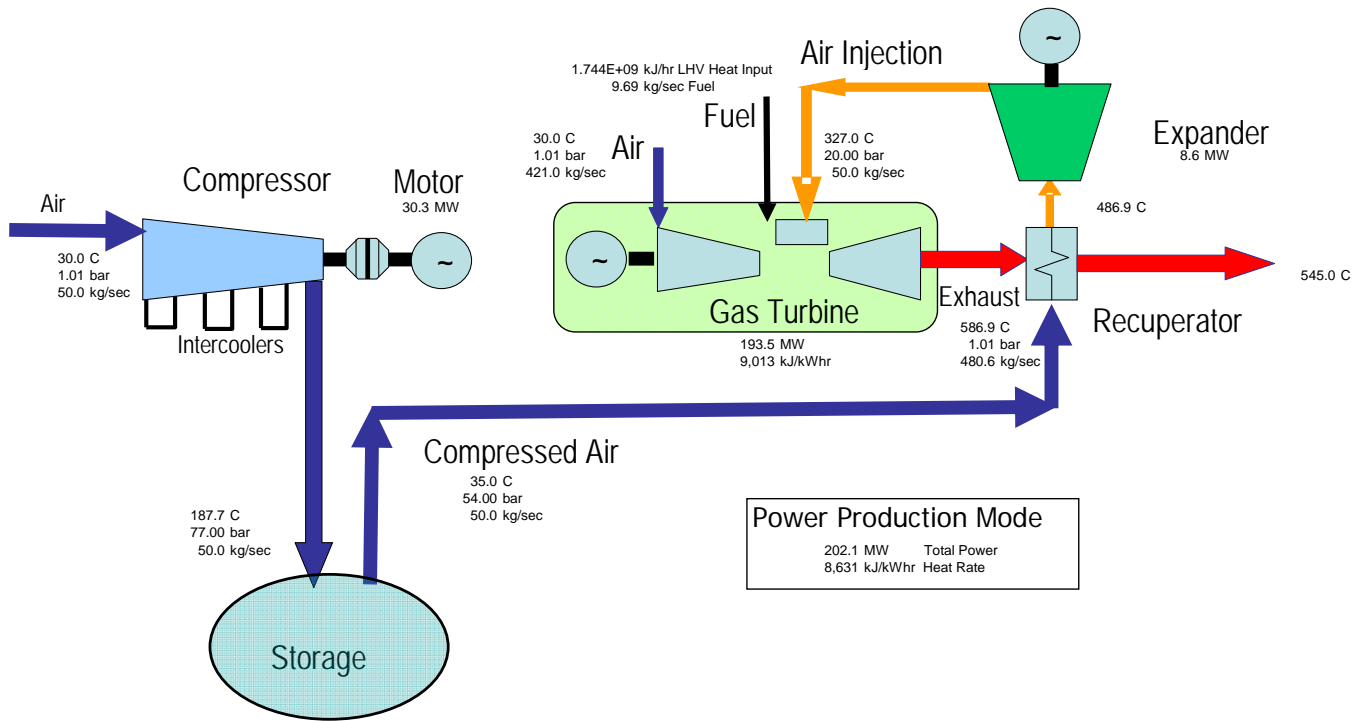 Air
30.0 C
1.01 bar
50.0 kg/sec
Compressor
Intercoolers
Motor
30.3 MW
~
187.7 C
77.00 bar
50.0 kg/sec
Storage
Compressed Air
35.0 C
54.00 bar
50.0 kg/sec
1.744E+09 kJ/hr LHV Heat Input
9.69 kg/sec Fuel
Fuel
30.0 C
1.01 bar
421.0 kg/sec
Air
Air Injection
327.0 C
20.00 bar
50.0 kg/sec
~
Gas Turbine
193.5 MW
9,013 kJ/kWhr
~
Expander
8.6 MW
486.9 C
Exhaust
586.9 C
1.01 bar
480.6 kg/sec
Recuperator
545.0 C
Power Production Mode
202.1 MW Total Power
8,631 kJ/kWhr Heat Rate